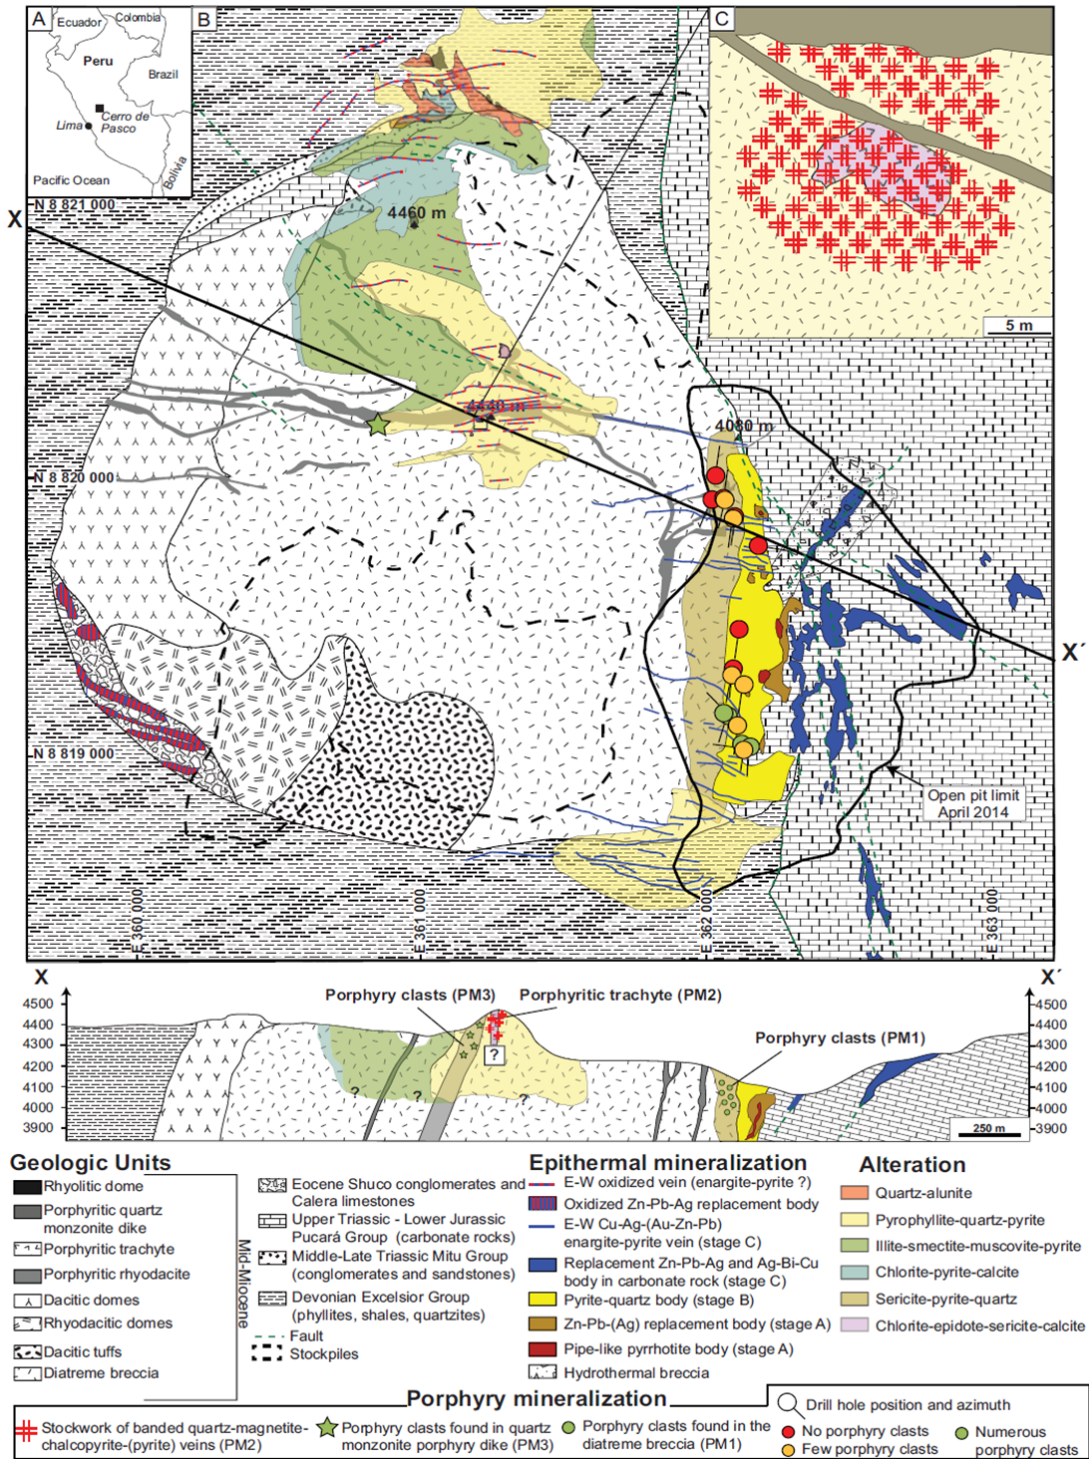 A
Ecuador
Colombia
Peru
Brazil
Cerro de
Pasco
Lima
Bolivia
Pacific Ocean
B
C
5 m
X
N 8 821 000
4460 m
4080 m
N 8 820 000
X´
N 8 819 000
Open pit limit
April 2014
E 360 000
E 361 000
E 362 000
E 363 000
X
X´
Porphyry clasts (PM3)
Porphyritic trachyte (PM2)
Porphyry clasts (PM1)
4500
4400
4300
4200
4100
4000
3900
?
?
?
?
4500
4400
4300
4200
4100
4000
3900
250 m
Geologic Units
Rhyolitic dome
Porphyritic quartz
monzonite dike
Porphyritic trachyte
Porphyritic rhyodacite
Dacitic domes
Rhyodacitic domes
Dacitic tuffs
Diatreme breccia
Mid-Miocene
Eocene Shuco conglomerates and
Calera limestones
Upper Triassic - Lower Jurassic
Pucará Group (carbonate rocks)
Middle-Late Triassic Mitu Group
(conglomerates and sandstones)
Devonian Excelsior Group
(phyllites, shales, quartzites)
Fault
Stockpiles
Epithermal mineralization
E-W oxidized vein (enargite-pyrite ?)
Oxidized Zn-Pb-Ag replacement body
E-W Cu-Ag-(Au-Zn-Pb)
enargite-pyrite vein (stage C)
Replacement Zn-Pb-Ag and Ag-Bi-Cu
body in carbonate rock (stage C)
Pyrite-quartz body (stage B)
Zn-Pb-(Ag) replacement body (stage A)
Pipe-like pyrrhotite body (stage A)
Hydrothermal breccia
Alteration
Quartz-alunite
Pyrophyllite-quartz-pyrite
Illite-smectite-muscovite-pyrite
Chlorite-pyrite-calcite
Sericite-pyrite-quartz
Chlorite-epidote-sericite-calcite
Porphyry mineralization
Stockwork of banded quartz-magnetite-
chalcopyrite-(pyrite) veins (PM2)
Porphyry clasts found in quartz
monzonite porphyry dike (PM3)
Porphyry clasts found in the
diatreme breccia (PM1)
Drill hole position and azimuth
No porphyry clasts
Few porphyry clasts
Numerous
porphyry clasts